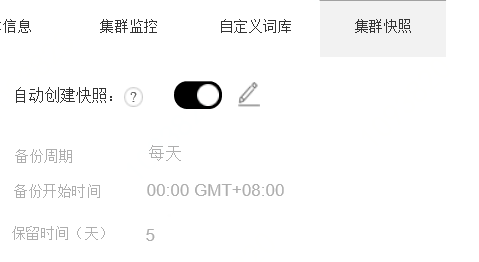 信息 集群监控 自定义词库 集群快照
自动创建快照： ?
备份周期 每天
备份开始时间 00:00 GMT+08:00
保留时间（天） 5